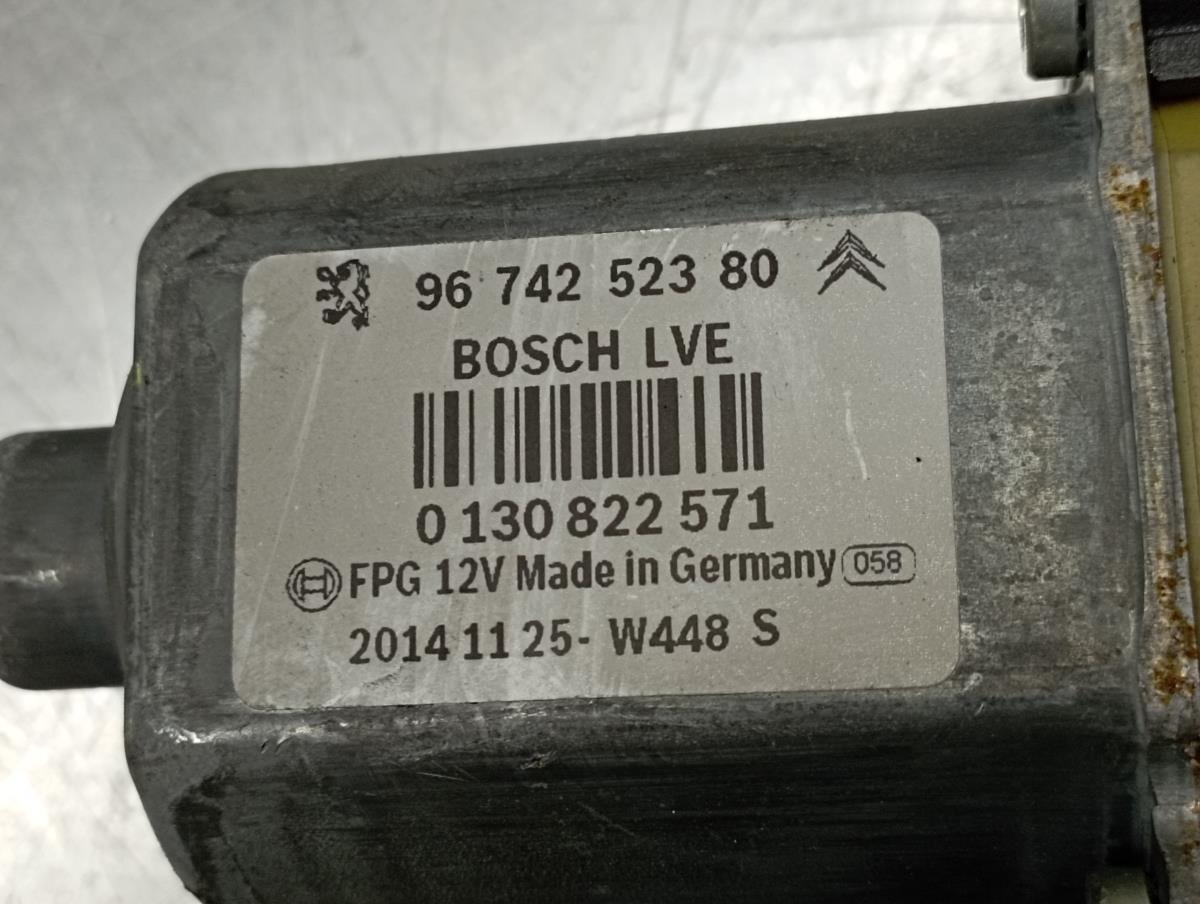 96 742 523 80
BOSCH LVE
0 130 822 571
FPG 12V Made in Germany 058
2014 11 25- W448 S